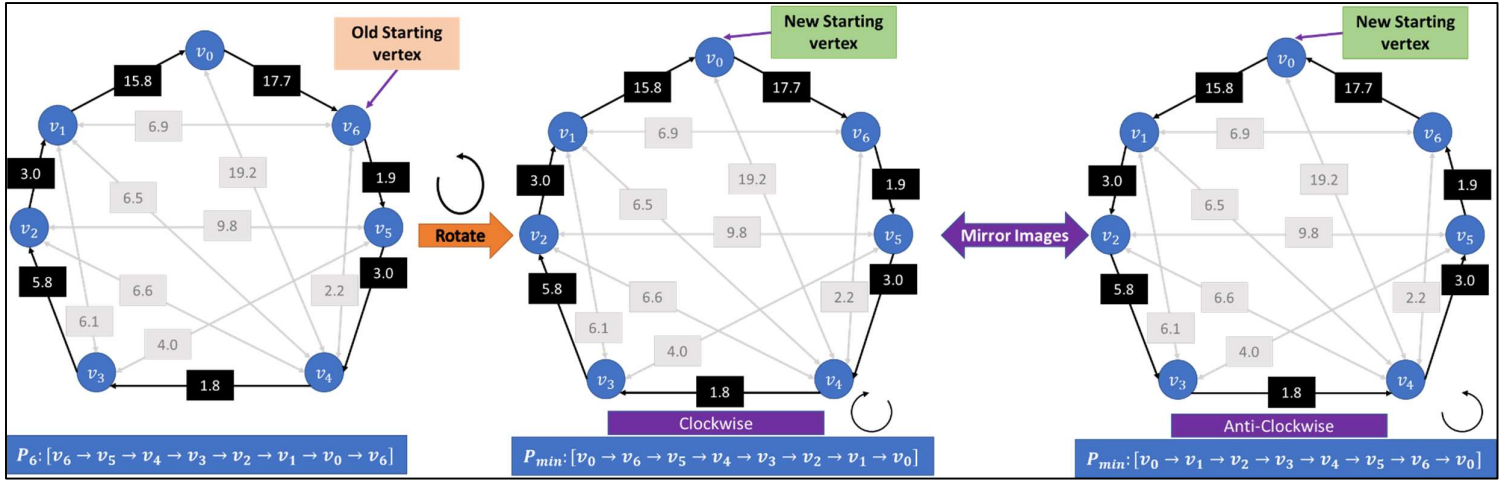 Old Starting
vertex
v₀
15.8
17.7
v₁
6.9
v₆
3.0
6.5
19.2
1.9
v₂
9.8
v₅
5.8
6.6
2.2
3.0
6.1
4.0
v₃
1.8
v₄
P₆: [v₆ → v₅ → v₄ → v₃ → v₂ → v₁ → v₀ → v₆]
Rotate
New Starting
vertex
v₀
15.8
17.7
v₁
6.9
v₆
3.0
6.5
19.2
1.9
v₂
9.8
v₅
5.8
6.6
2.2
3.0
6.1
4.0
v₃
1.8
v₄
Clockwise
Pₘᵢₙ: [v₀ → v₆ → v₅ → v₄ → v₃ → v₂ → v₁ → v₀]
Mirror Images
New Starting
vertex
v₀
15.8
17.7
v₁
6.9
v₆
3.0
6.5
19.2
1.9
v₂
9.8
v₅
5.8
6.6
2.2
3.0
6.1
4.0
v₃
1.8
v₄
Anti-Clockwise
Pₘᵢₙ: [v₀ → v₁ → v₂ → v₃ → v₄ → v₅ → v₆ → v₀]